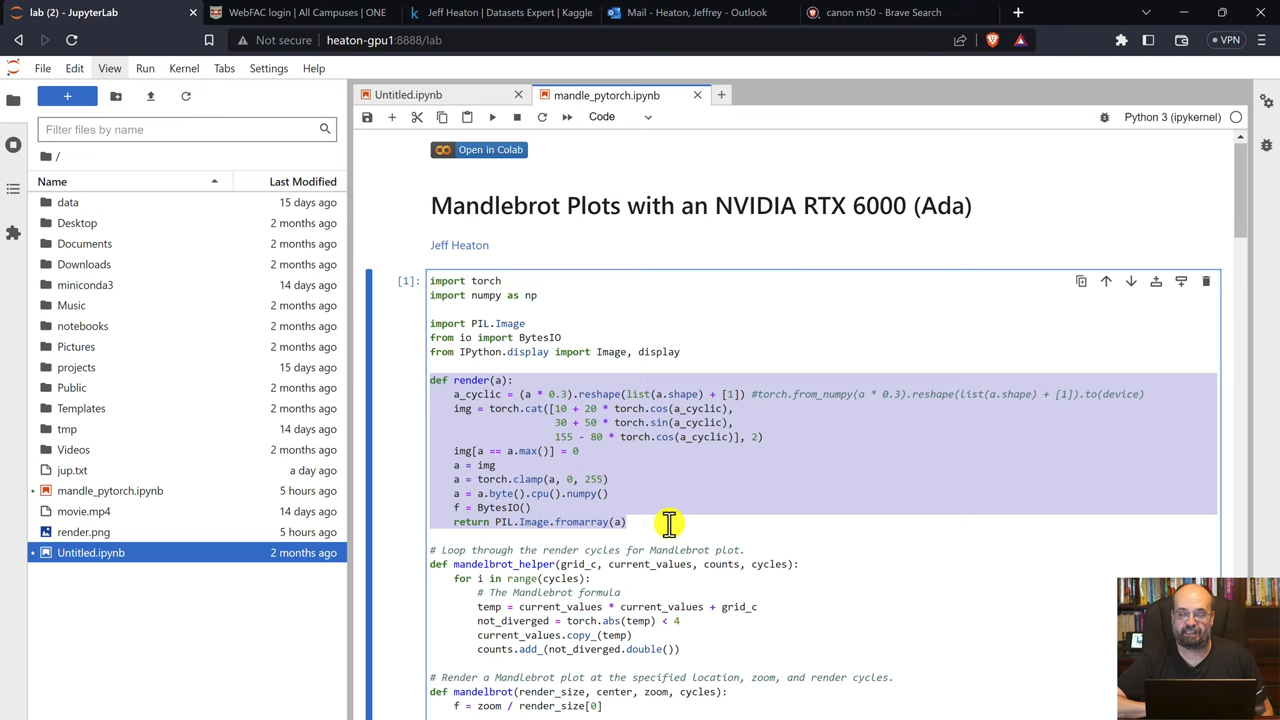 lab (2) - JupyterLab
WebFAC login | All Campuses | ONE
Jeff Heaton | Datasets Expert | Kaggle
Mail - Heaton, Jeffrey - Outlook
canon m50 - Brave Search
Not secure
heaton-gpu1:8888/lab
VPN
File Edit View Run Kernel Tabs Settings Help
Untitled.ipynb
mandle_pytorch.ipynb
Code
Python 3 (ipykernel)
Filter files by name
/
Name Last Modified
data 15 days ago
Desktop 2 months ago
Documents 2 months ago
Downloads 2 months ago
miniconda3 14 days ago
Music 2 months ago
notebooks 2 months ago
Pictures 2 months ago
projects 14 days ago
Public 2 months ago
Templates 2 months ago
tmp 14 days ago
Videos 2 months ago
jup.txt a day ago
mandle_pytorch.ipynb 5 hours ago
movie.mp4 14 days ago
render.png 5 hours ago
Untitled.ipynb 2 months ago
Open in Colab
Mandlebrot Plots with an NVIDIA RTX 6000 (Ada)
Jeff Heaton
[1]:
import torch
import numpy as np
import PIL.Image
from io import BytesIO
from IPython.display import Image, display
def render(a):
a_cyclic = (a * 0.3).reshape(list(a.shape) + [1]) #torch.from_numpy(a * 0.3).reshape(list(a.shape) + [1]).to(device)
img = torch.cat([10 + 20 * torch.cos(a_cyclic),
30 + 50 * torch.sin(a_cyclic),
155 - 80 * torch.cos(a_cyclic)], 2)
img[a == a.max()] = 0
a = img
a = torch.clamp(a, 0, 255)
a = a.byte().cpu().numpy()
f = BytesIO()
return PIL.Image.fromarray(a)
# Loop through the render cycles for Mandlebrot plot.
def mandelbrot_helper(grid_c, current_values, counts, cycles):
for i in range(cycles):
# The Mandlebrot formula
temp = current_values * current_values + grid_c
not_diverged = torch.abs(temp) < 4
current_values.copy_(temp)
counts.add_(not_diverged.double())
# Render a Mandlebrot plot at the specified location, zoom, and render cycles.
def mandelbrot(render_size, center, zoom, cycles):
f = zoom / render_size[0]